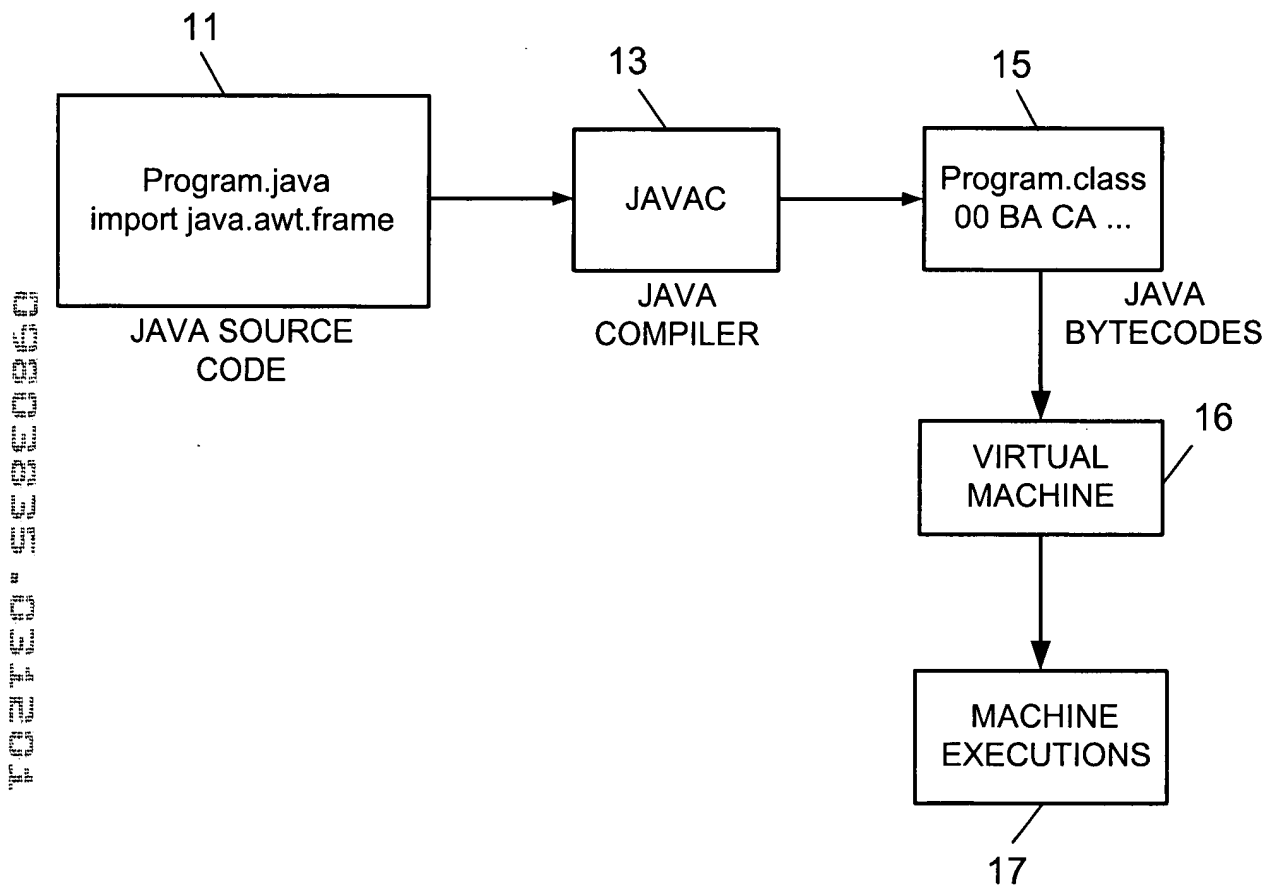 11
13
15
Program.java
import java.awt.frame
JAVAC
Program.class
00 BA CA ...
JAVA SOURCE
CODE
JAVA
COMPILER
JAVA
BYTECODES
16
VIRTUAL
MACHINE
MACHINE
EXECUTIONS
17